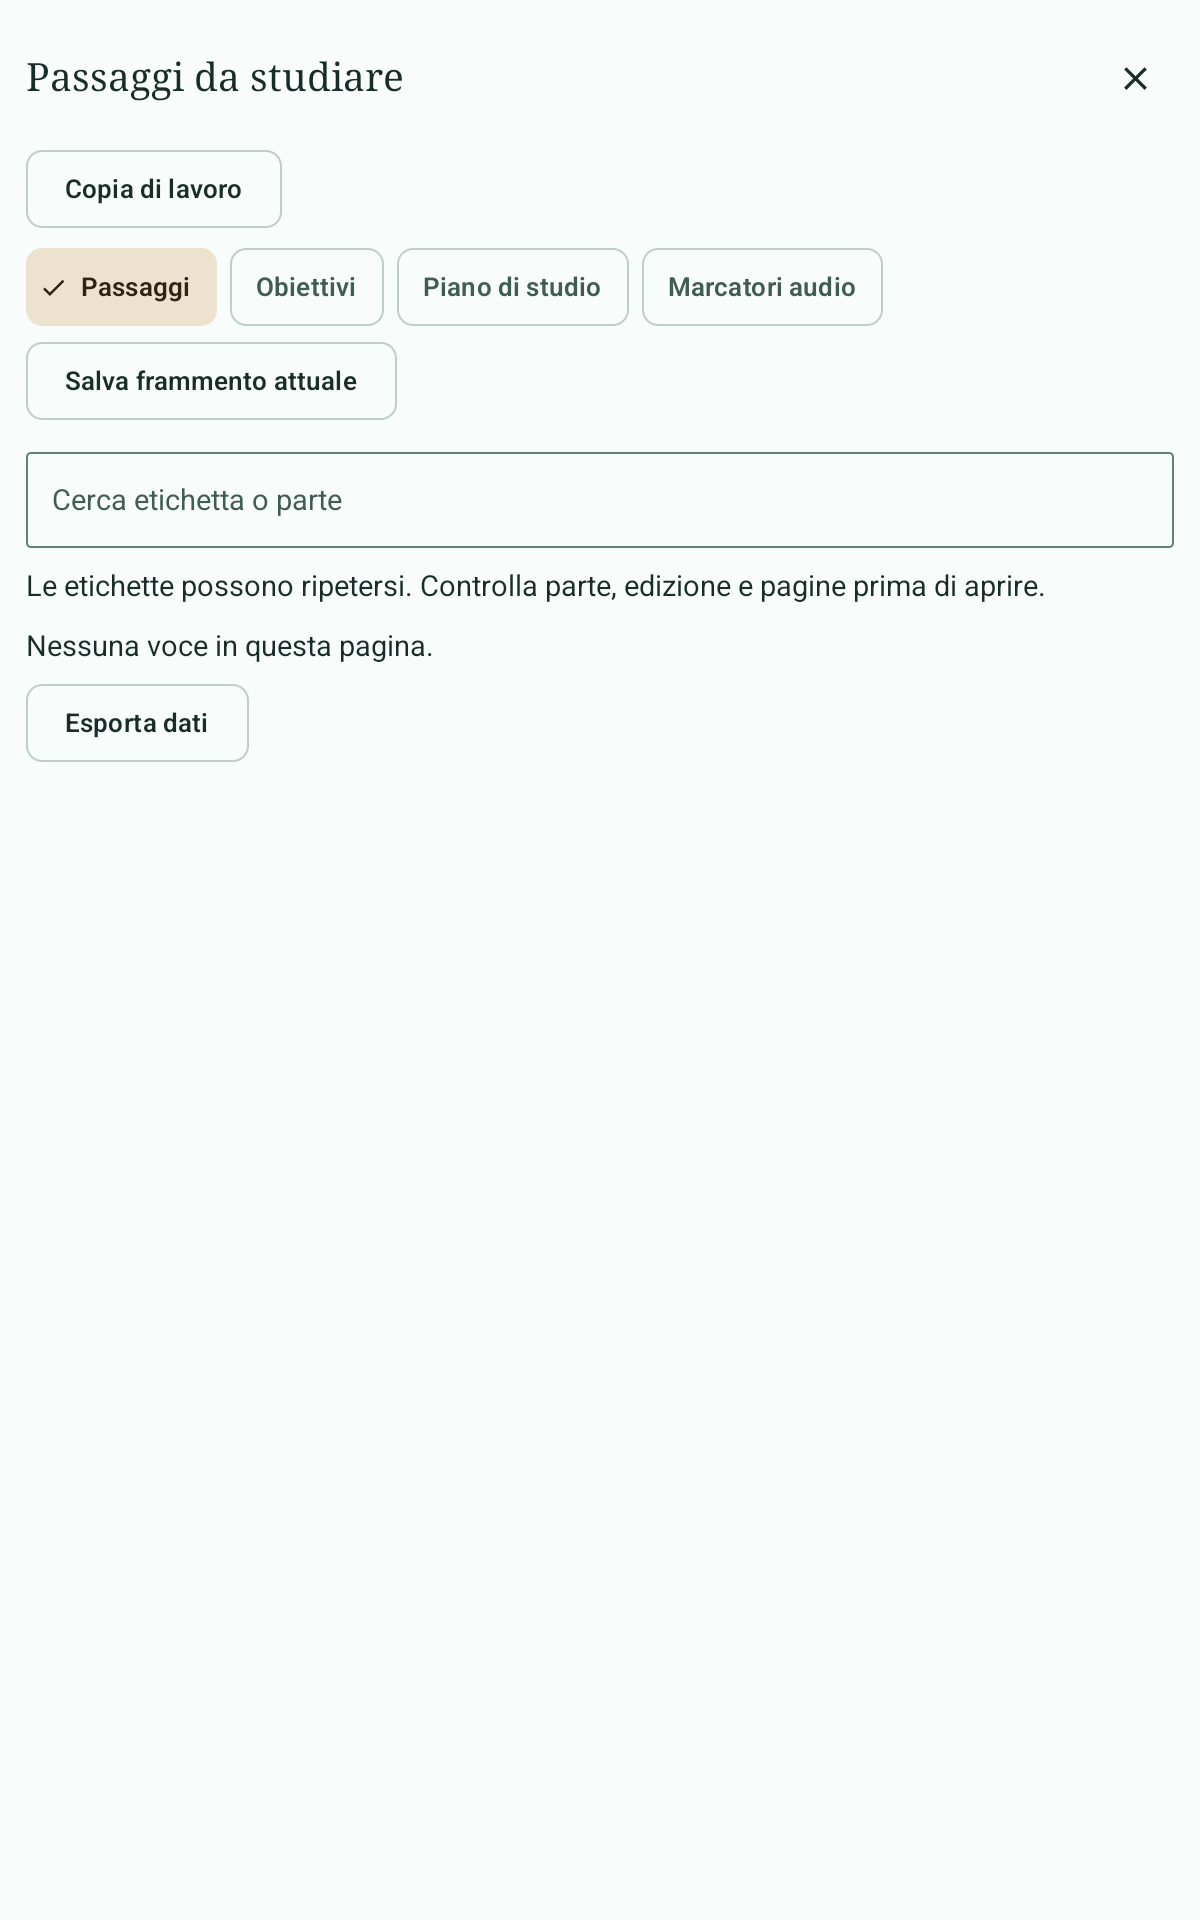 Passaggi da studiare
Copia di lavoro
Passaggi
Obiettivi
Piano di studio
Marcatori audio
Salva frammento attuale
Cerca etichetta o parte
Le etichette possono ripetersi. Controlla parte, edizione e pagine prima di aprire.
Nessuna voce in questa pagina.
Esporta dati